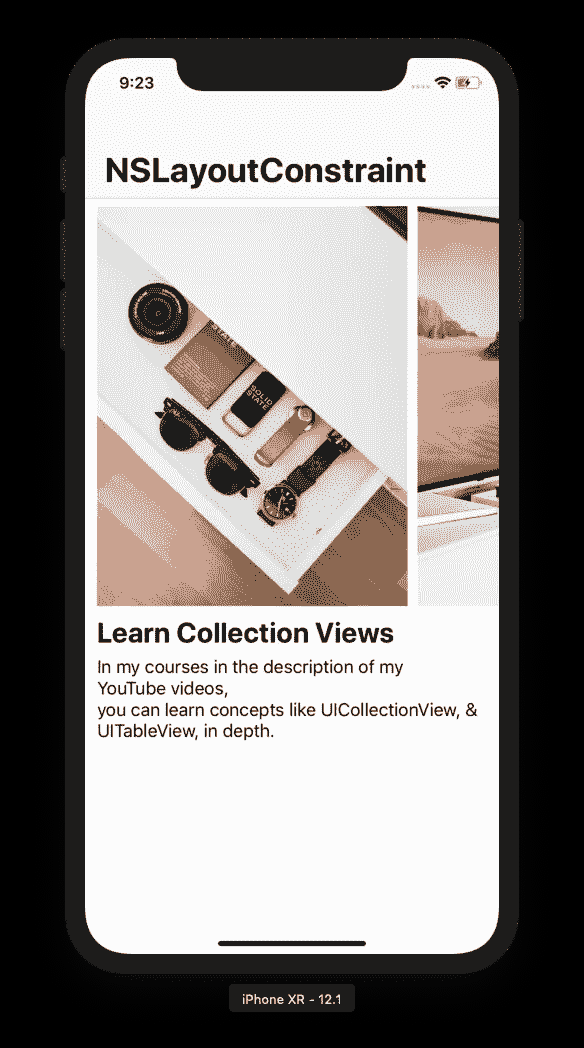 9:23
NSLayoutConstraint
STATE
SOLID
STATE
Learn Collection Views
In my courses in the description of my
YouTube videos,
you can learn concepts like UICollectionView, &
UITableView, in depth.
iPhone XR - 12.1